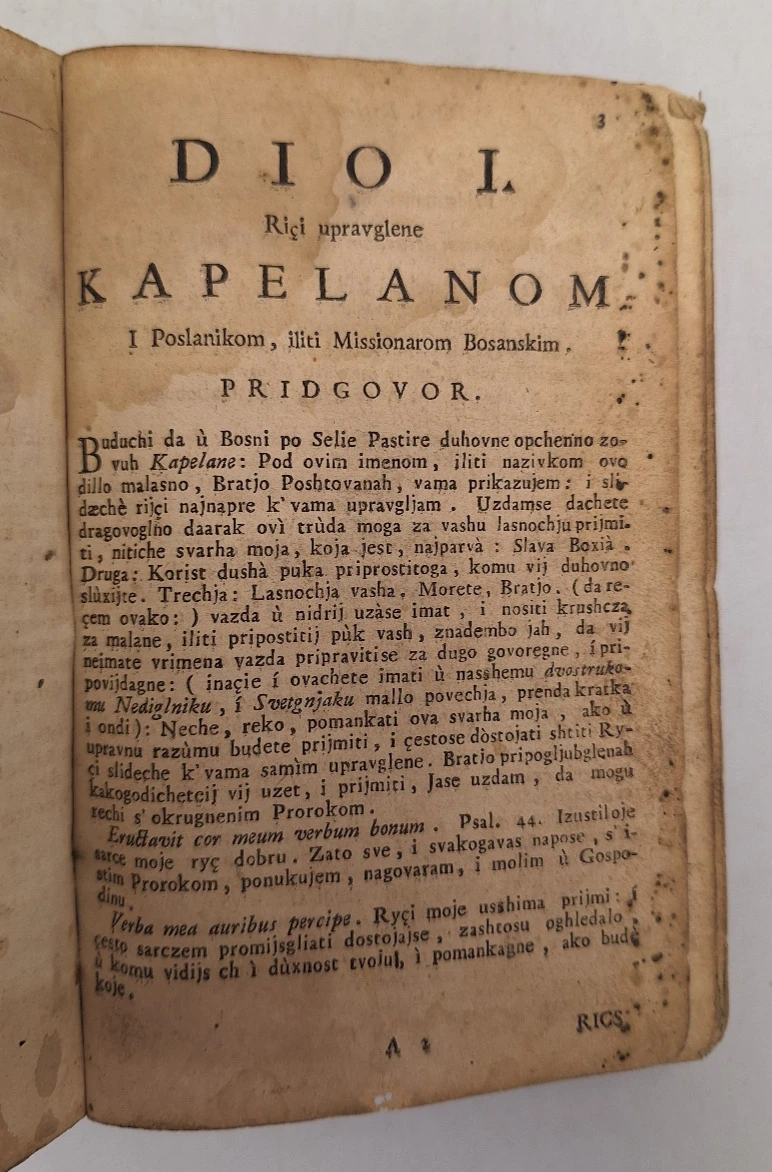 3
DIO I.
Riçi upravglene
KAPELANOM
I Poslanikom, iliti Missionarom Bosanskim.
PRIDGOVOR.
Buduchi da ù Bosni po Selie Pastire duhovne opchenno zo-
vuh Kapelane: Pod ovim imenom, iliti nazivkom ovo
dillo malasno, Bratjo Poshtovanah, vama prikazujem: i sli-
dæchè rijçi najnapre k' vama upravgljam. Uzdamse dachete
dragovoglno daarak ovì trùda moga za vashu lasnochju prijmi-
ti, nitiche svarha moja, koja jest, najparvà: Slava Boxià.
Druga: Korist dushà puka priprostitoga, komu vij duhovno
slùxijte. Trechja: Lasnochja vasha. Morete, Bratjo. (da re-
çem ovako:) vazda ù nidrij uzàse imat, i nositi krushcza,
za malane, iliti pripostitij pùk vash, znadembo jah, da vij
neimate vrimena vazda pripravitise za dugo govoregne, í pri-
povijdagne: (inaçie í ovachete imati ù nasshemu dvostruko-
mu Nediglniku, í Svetgnjaku mallo povechja, prenda kratka
i ondi): Neche, reko, pomankati ova svarha moja, ako ù
upravnu razùmu budete prijmiti, i çestose dòstojati shtiti Ry-
çi slideche k' vama samìm upravglene. Bratjo pripogljubglenah
kakogodichetçij vij uzet, i prijmiti, Jase uzdam, da mogu
rechi s' okrugnenim Prorokom.
Eructavit cor meum verbum bonum. Psal. 44. Izustiloje
sarce moje ryç dobru. Zato sve, i svakogavas napose, s' i-
stim Prorokom, ponukujem, nagovaram, i molim ù Gospo-
dinu.
Verba mea auribus percipe. Ryçi moje usshima prijmi: í
çesto sarczem promijsgliati dostojajse, zashtosu oghledalo,
ù komu vidijs ch ì dùxnost tvoju, ì pomankagne, ako budè
koje.
RICS
A 2